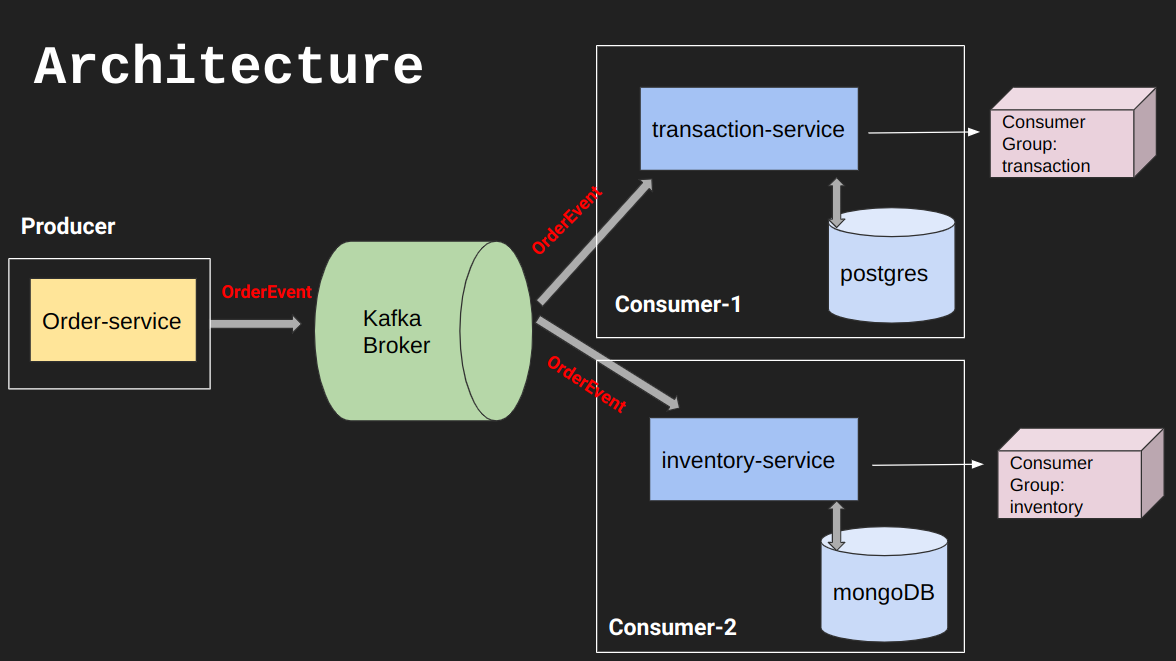 Architecture
Producer
Order-service
OrderEvent
Kafka
Broker
OrderEvent
OrderEvent
transaction-service
postgres
Consumer-1
Consumer
Group:
transaction
inventory-service
mongoDB
Consumer-2
Consumer
Group:
inventory